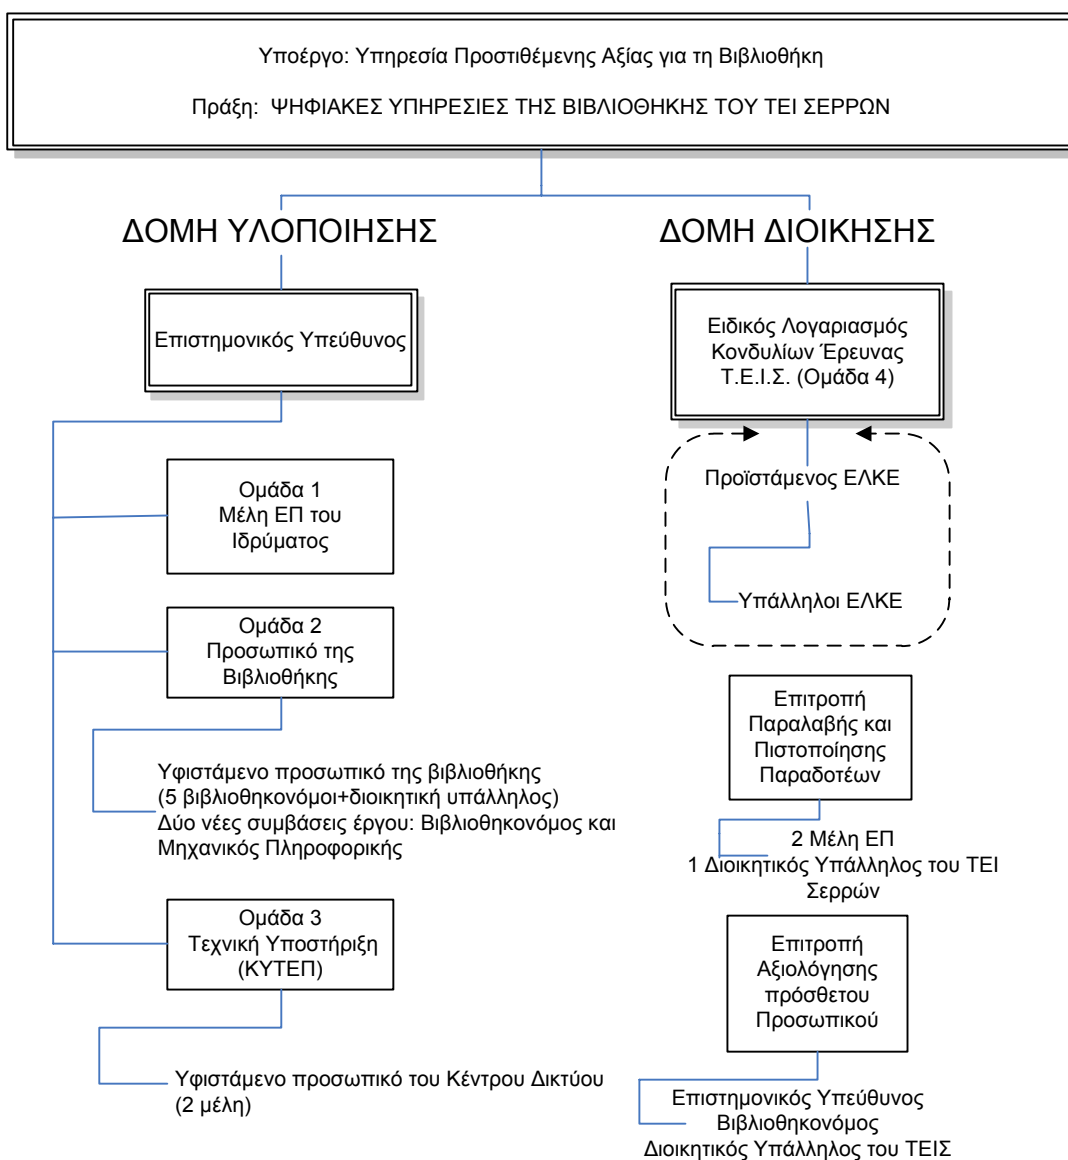 Υποέργο: Υπηρεσία Προστιθέμενης Αξίας για τη Βιβλιοθήκη
Πράξη: ΨΗΦΙΑΚΕΣ ΥΠΗΡΕΣΙΕΣ ΤΗΣ ΒΙΒΛΙΟΘΗΚΗΣ ΤΟΥ ΤΕΙ ΣΕΡΡΩΝ
ΔΟΜΗ ΥΛΟΠΟΙΗΣΗΣ
Επιστημονικός Υπεύθυνος
Ομάδα 1
Μέλη ΕΠ του
Ιδρύματος
Ομάδα 2
Προσωπικό της
Βιβλιοθήκης
Υφιστάμενο προσωπικό της βιβλιοθήκης
(5 βιβλιοθηκονόμοι+διοικητική υπάλληλος)
Δύο νέες συμβάσεις έργου: Βιβλιοθηκονόμος και
Μηχανικός Πληροφορικής
Ομάδα 3
Τεχνική Υποστήριξη
(ΚΥΤΕΠ)
Υφιστάμενο προσωπικό του Κέντρου Δικτύου
(2 μέλη)
ΔΟΜΗ ΔΙΟΙΚΗΣΗΣ
Ειδικός Λογαριασμός
Κονδυλίων Έρευνας
Τ.Ε.Ι.Σ. (Ομάδα 4)
Προϊστάμενος ΕΛΚΕ
Υπάλληλοι ΕΛΚΕ
Επιτροπή
Παραλαβής και
Πιστοποίησης
Παραδοτέων
2 Μέλη ΕΠ
1 Διοικητικός Υπάλληλος του ΤΕΙ
Σερρών
Επιτροπή
Αξιολόγησης
πρόσθετου
Προσωπικού
Επιστημονικός Υπεύθυνος
Βιβλιοθηκονόμος
Διοικητικός Υπάλληλος του ΤΕΙΣ